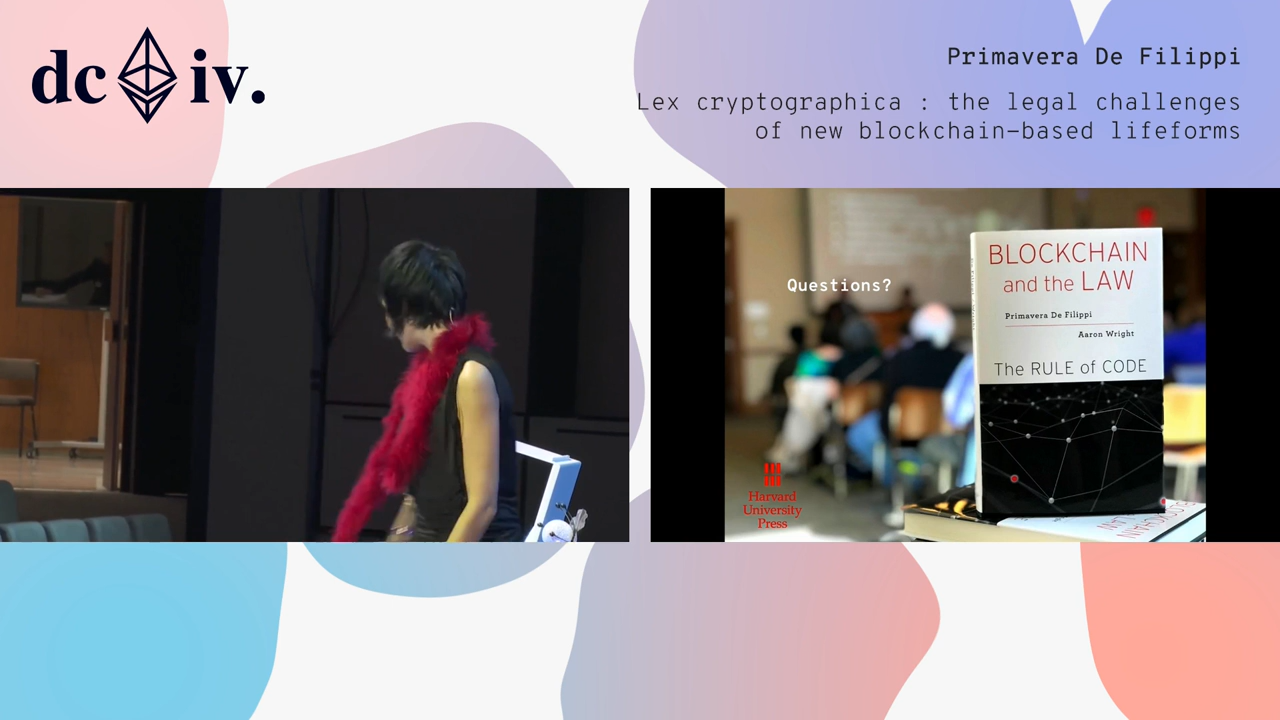 dc iv.
Primavera De Filippi
Lex cryptographica : the legal challenges
of new blockchain-based lifeforms
Questions?
BLOCKCHAIN
and the LAW
Primavera De Filippi
Aaron Wright
The RULE of CODE
Harvard
University
Press